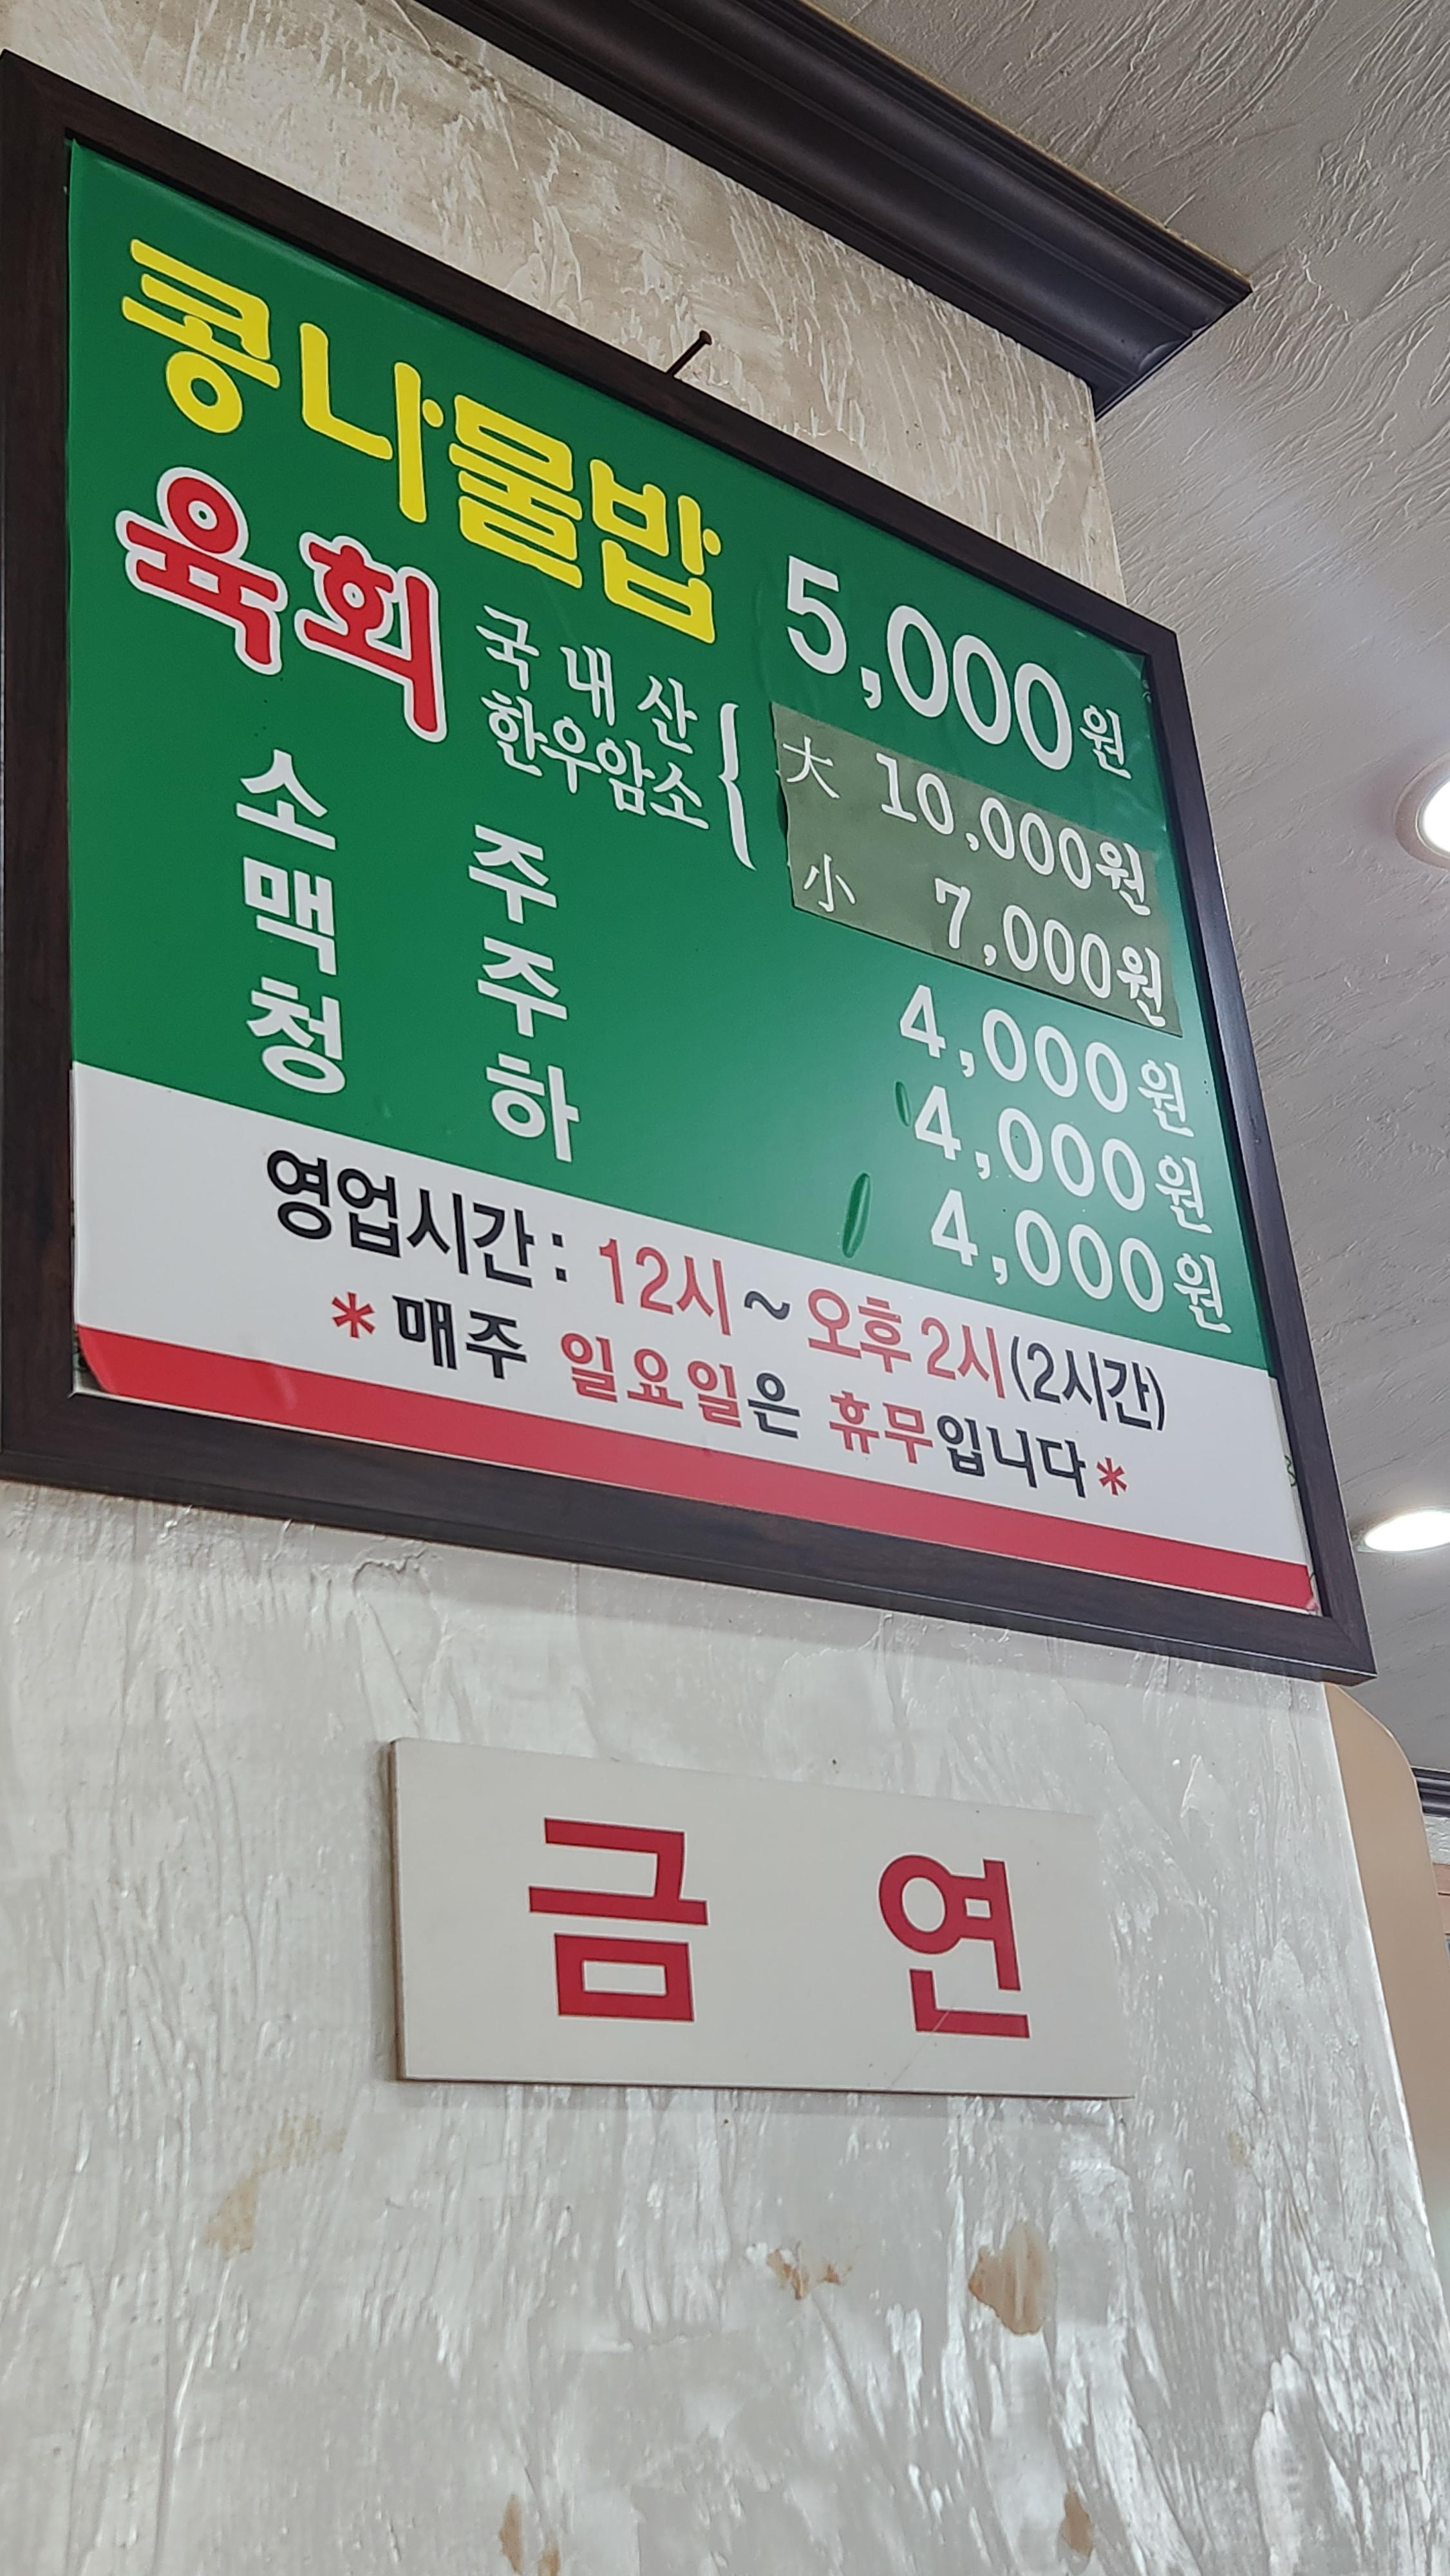 콩나물밥 5,000원
육회 국내산 한우암소 { 大 10,000원
小 7,000원
소 주 4,000원
맥 주 4,000원
청 하 4,000원
영업시간 : 12시 ~ 오후 2시(2시간)
* 매주 일요일은 휴무입니다 *
금 연